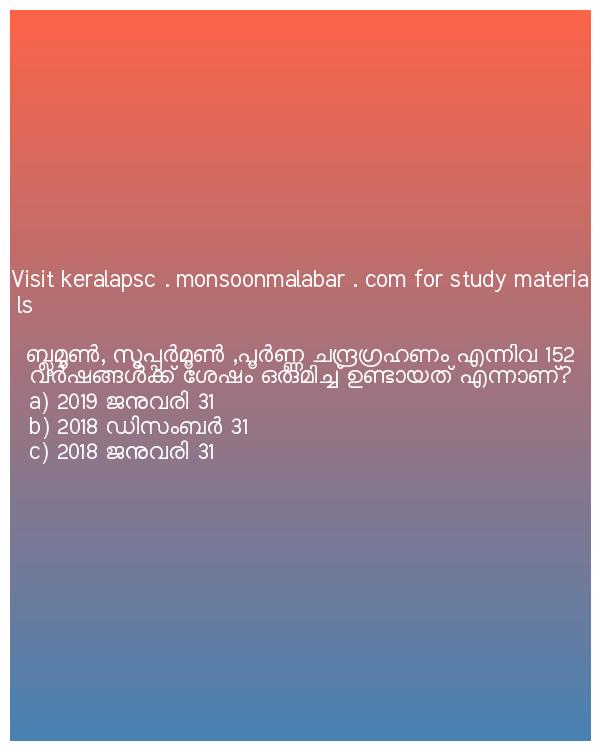 Visit keralapsc . monsoonmalabar . com for study materia
ls
ബ്ലൂമൂൺ, സൂപ്പർമൂൺ ,പൂർണ്ണ ചന്ദ്രഗ്രഹണം എന്നിവ 152
വർഷങ്ങൾക്ക് ശേഷം ഒരുമിച്ച് ഉണ്ടായത് എന്നാണ്?
a) 2019 ജനുവരി 31
b) 2018 ഡിസംബർ 31
c) 2018 ജനുവരി 31